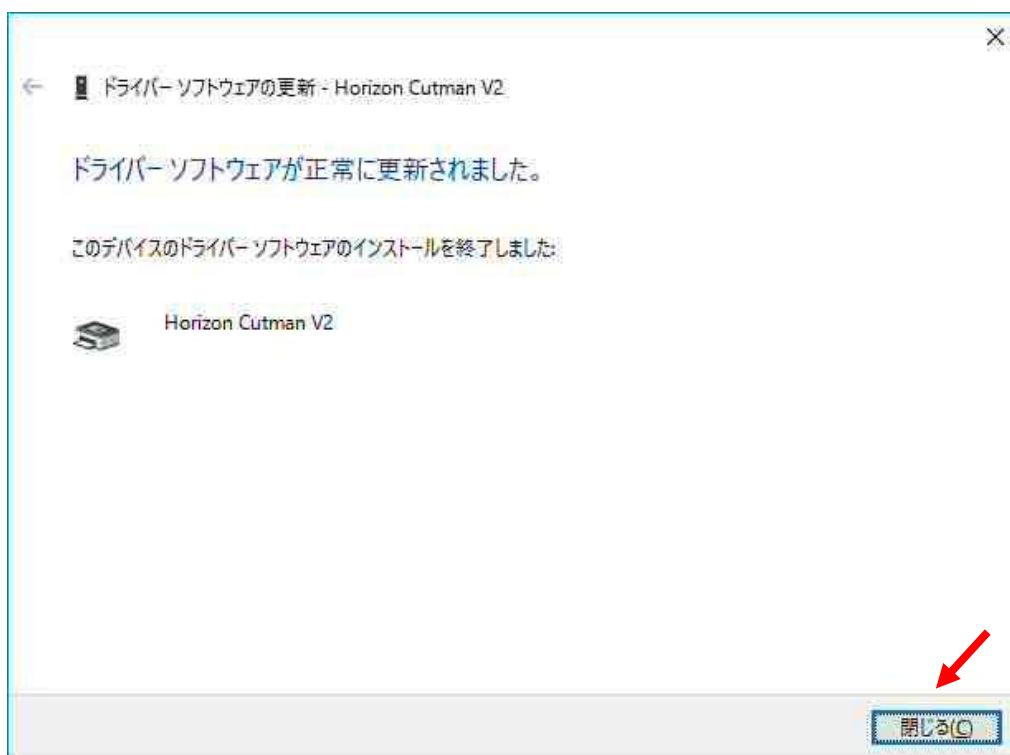 ドライバー ソフトウェアの更新 - Horizon Cutman V2
ドライバー ソフトウェアが正常に更新されました。
このデバイスのドライバー ソフトウェアのインストールを終了しました:
Horizon Cutman V2
閉じる(C)